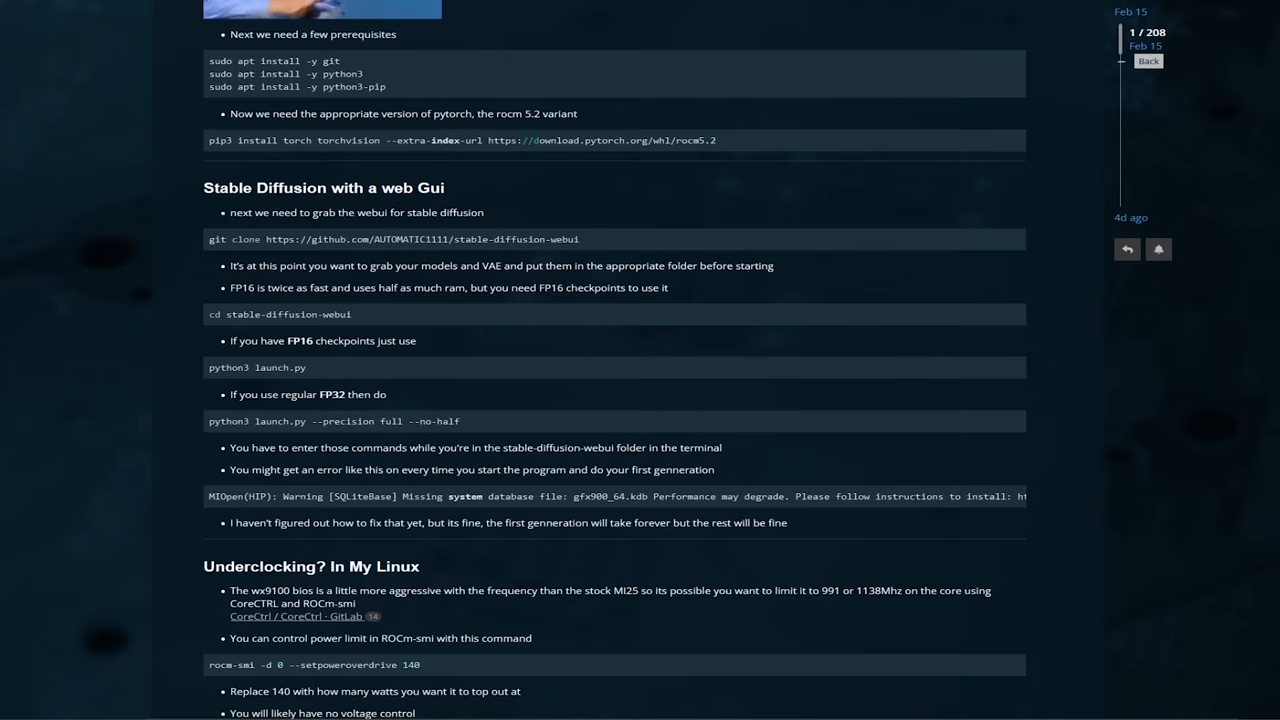 Next we need a few prerequisites
sudo apt install -y git
sudo apt install -y python3
sudo apt install -y python3-pip
Now we need the appropriate version of pytorch, the rocm 5.2 variant
pip3 install torch torchvision --extra-index-url https://download.pytorch.org/whl/rocm5.2
Stable Diffusion with a web Gui
next we need to grab the webui for stable diffusion
git clone https://github.com/AUTOMATIC1111/stable-diffusion-webui
It's at this point you want to grab your models and VAE and put them in the appropriate folder before starting
FP16 is twice as fast and uses half as much ram, but you need FP16 checkpoints to use it
cd stable-diffusion-webui
If you have FP16 checkpoints just use
python3 launch.py
If you use regular FP32 then do
python3 launch.py --precision full --no-half
You have to enter those commands while you're in the stable-diffusion-webui folder in the terminal
You might get an error like this on every time you start the program and do your first genneration
MIOpen(HIP): Warning [SQLiteBase] Missing system database file: gfx900_64.kdb Performance may degrade. Please follow instructions to install: ht
I haven't figured out how to fix that yet, but its fine, the first genneration will take forever but the rest will be fine
Underclocking? In My Linux
The wx9100 bios is a little more aggressive with the frequency than the stock MI25 so its possible you want to limit it to 991 or 1138Mhz on the core using
CoreCTRL and ROCm-smi
CoreCtrl / CoreCtrl · GitLab 14
You can control power limit in ROCm-smi with this command
rocm-smi -d 0 --setpoweroverdrive 140
Replace 140 with how many watts you want it to top out at
You will likely have no voltage control
Feb 15
1 / 208
Feb 15
Back
4d ago